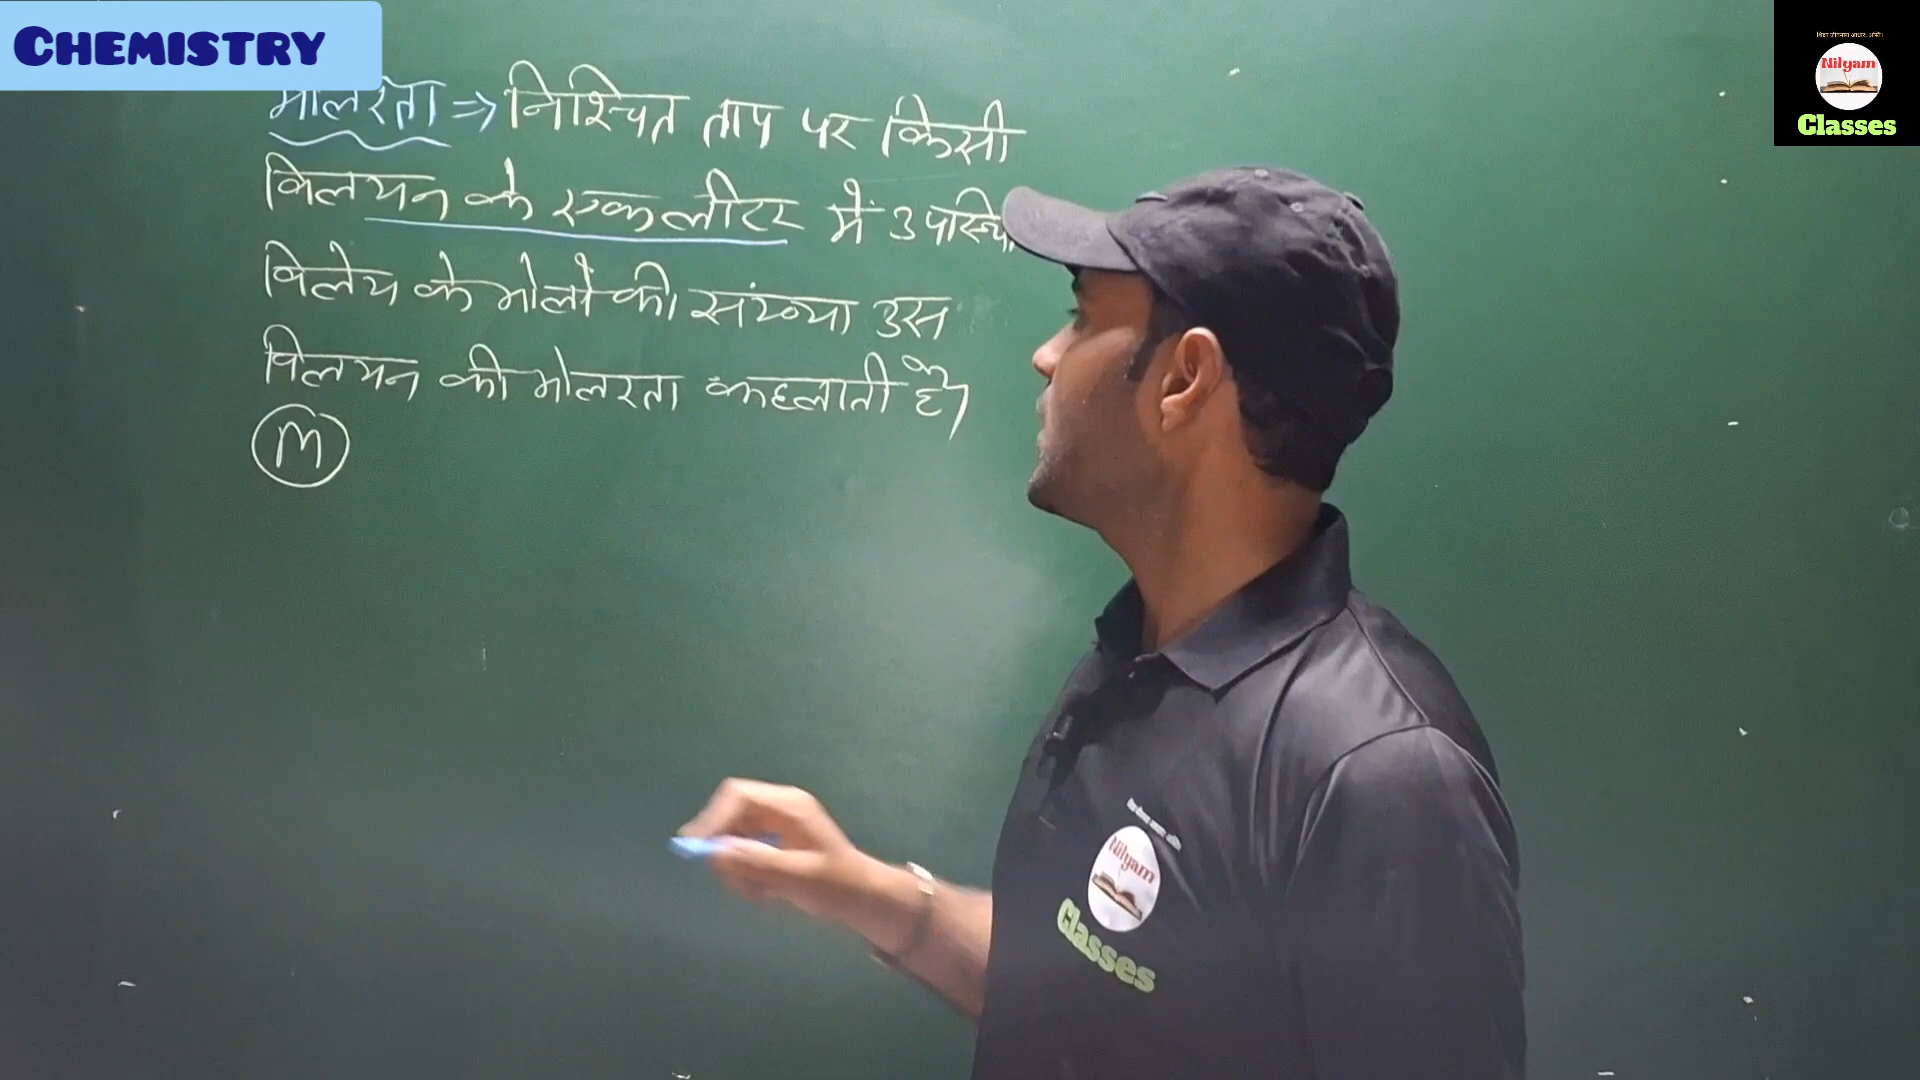 CHEMISTRY
मोलरता ⇒ निश्चित ताप पर किसी
विलयन के एक लीटर में उपस्थि
विलेय के मोलों की संख्या उस
विलयन की मोलरता कहलाती है।
M
Nilyam
Classes
Nilyam
Classes